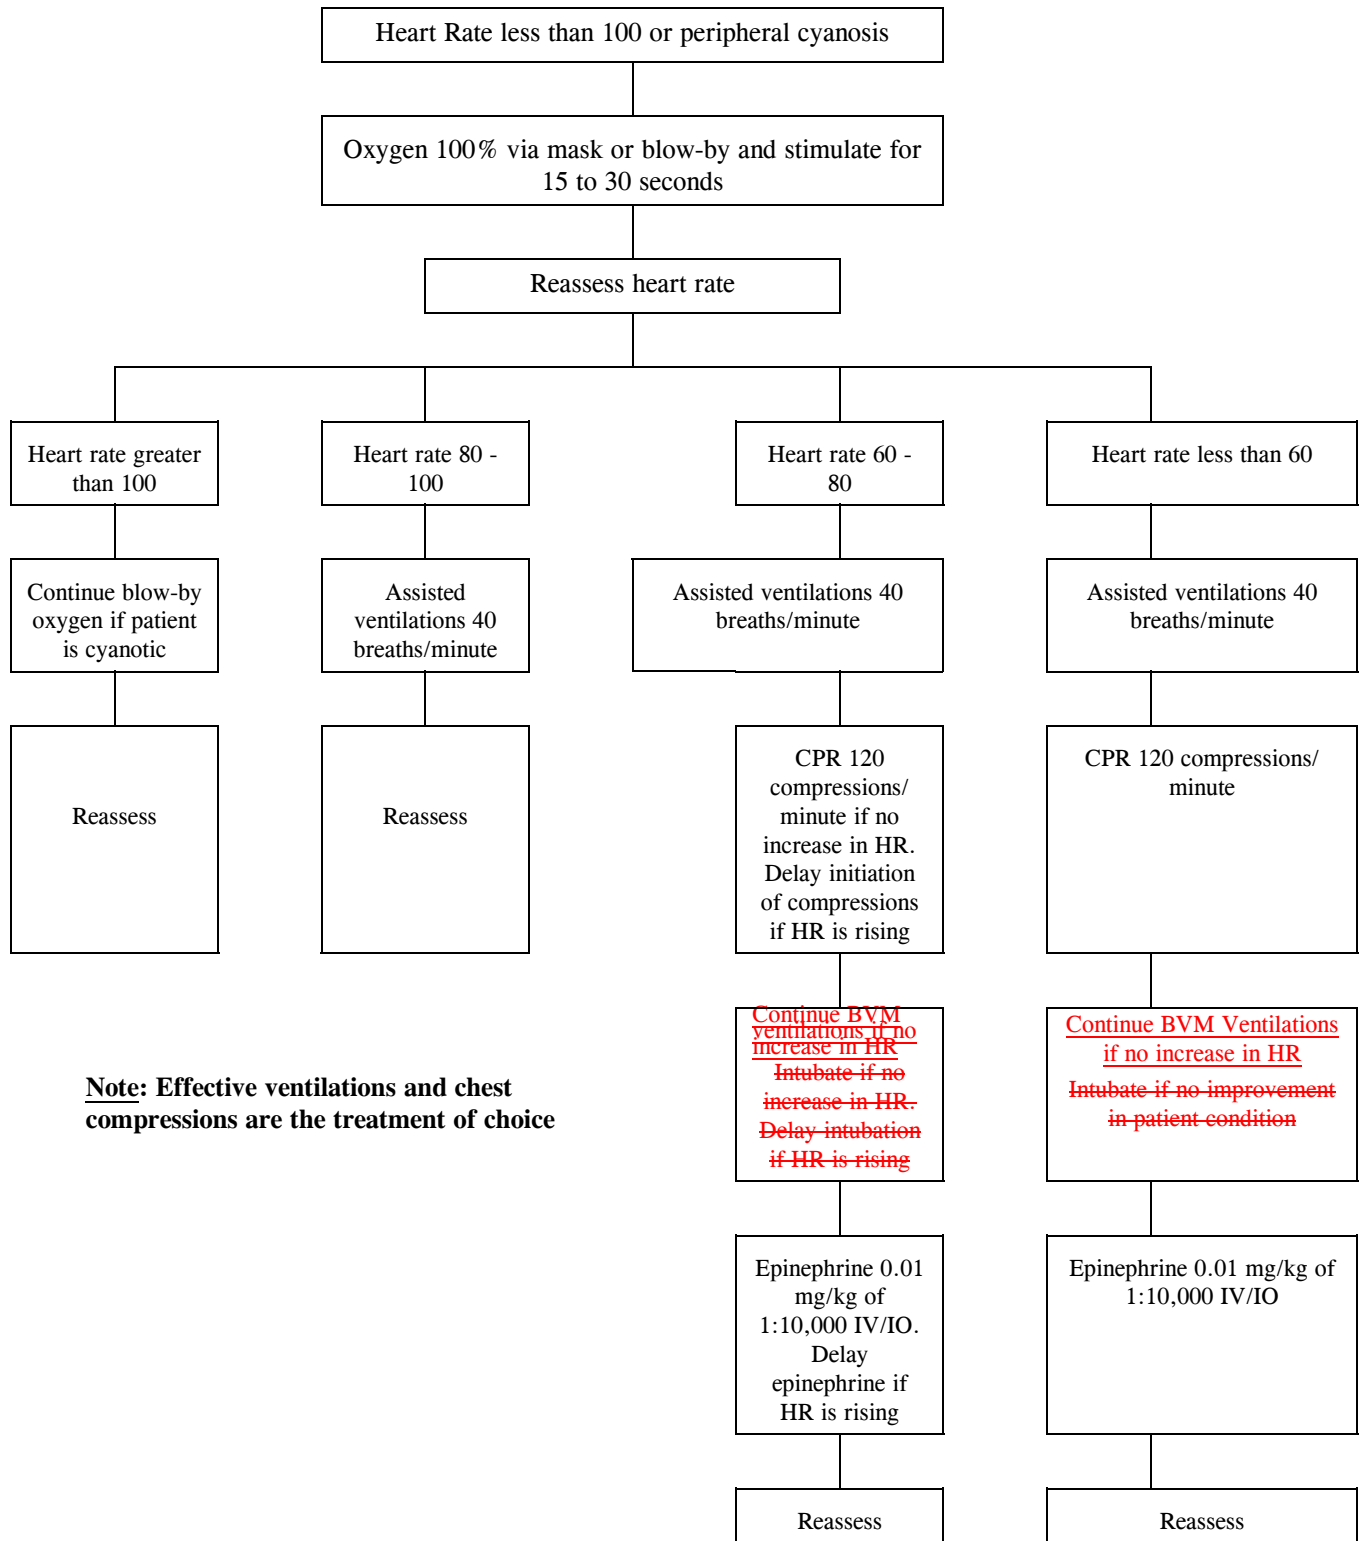 Heart Rate less than 100 or peripheral cyanosis
Oxygen 100% via mask or blow-by and stimulate for
15 to 30 seconds
Reassess heart rate
Heart rate greater
than 100
Heart rate 80 -
100
Heart rate 60 -
80
Heart rate less than 60
Continue blow-by
oxygen if patient
is cyanotic
Assisted
ventilations 40
breaths/minute
Assisted ventilations 40
breaths/minute
Assisted ventilations 40
breaths/minute
Reassess
Reassess
CPR 120
compressions/
minute if no
increase in HR.
Delay initiation
of compressions
if HR is rising
CPR 120 compressions/
minute
Note: Effective ventilations and chest
compressions are the treatment of choice
Continue BVM
ventilations if no
increase in HR
Intubate if no
increase in HR.
Delay intubation
if HR is rising
Continue BVM Ventilations
if no increase in HR
Intubate if no improvement
in patient condition
Epinephrine 0.01
mg/kg of
1:10,000 IV/IO.
Delay
epinephrine if
HR is rising
Epinephrine 0.01 mg/kg of
1:10,000 IV/IO
Reassess
Reassess